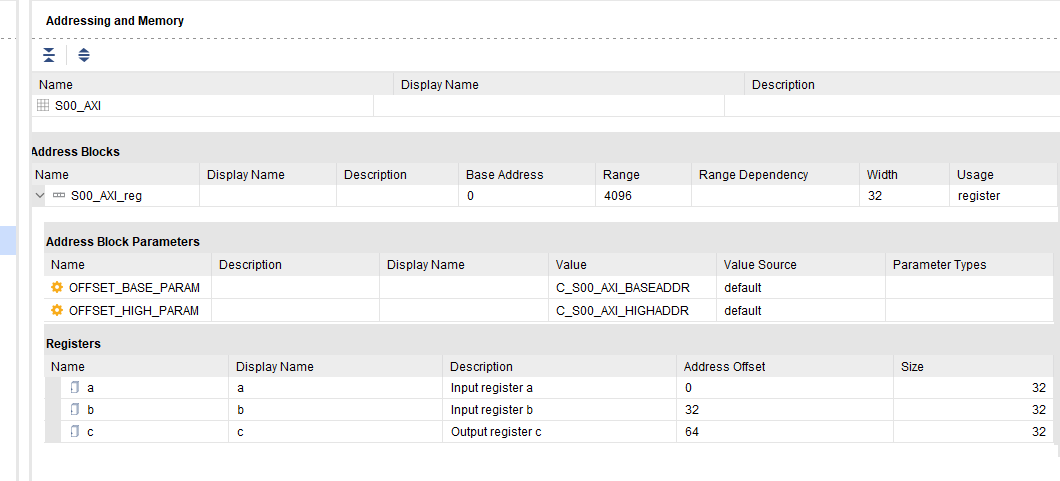 Addressing and Memory
Name Display Name Description
S00_AXI
Address Blocks
Name Display Name Description Base Address Range Range Dependency Width Usage
S00_AXI_reg 0 4096 32 register
Address Block Parameters
Name Description Display Name Value Value Source Parameter Types
OFFSET_BASE_PARAM C_S00_AXI_BASEADDR default
OFFSET_HIGH_PARAM C_S00_AXI_HIGHADDR default
Registers
Name Display Name Description Address Offset Size
a a Input register a 0 32
b b Input register b 32 32
c c Output register c 64 32